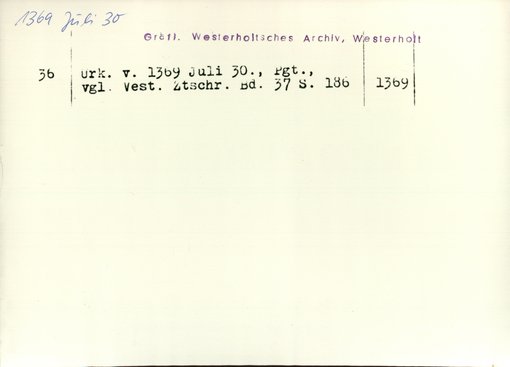 1369 Juli 30
Gräfl. Westerholtsches Archiv, Westerholt
36 Urk. v. 1369 Juli 30., Pgt.,
vgl. West. Ztschr. Bd. 37 S. 186 1369